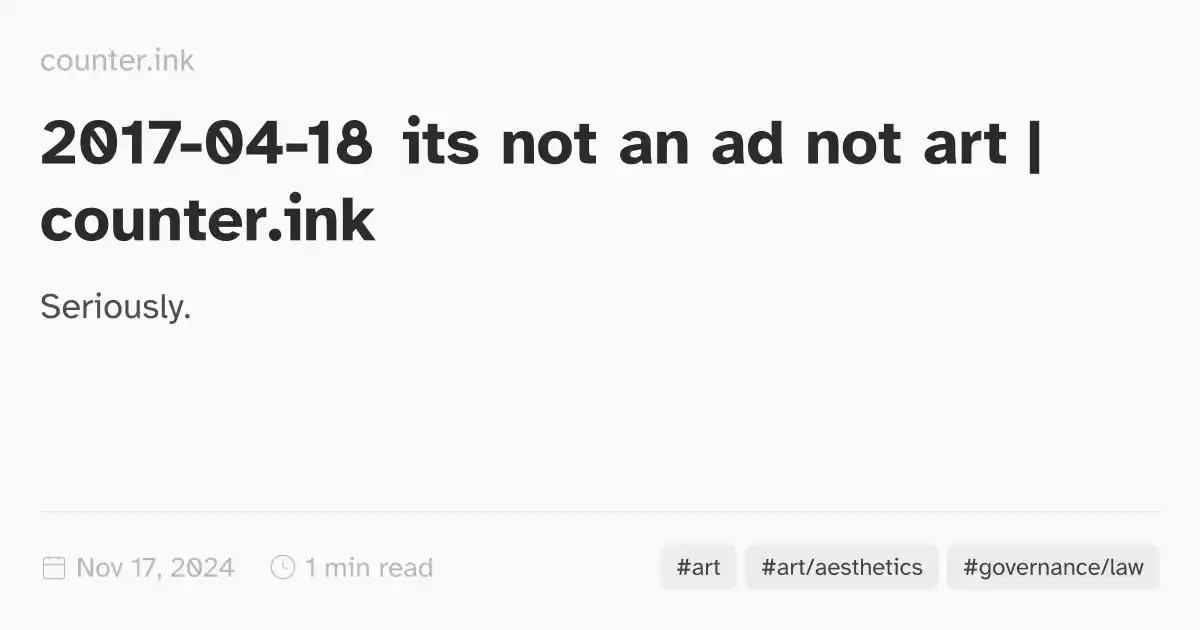 counter.ink
2017-04-18 its not an ad not art |
counter.ink
Seriously.
Nov 17, 2024 1 min read #art #art/aesthetics #governance/law